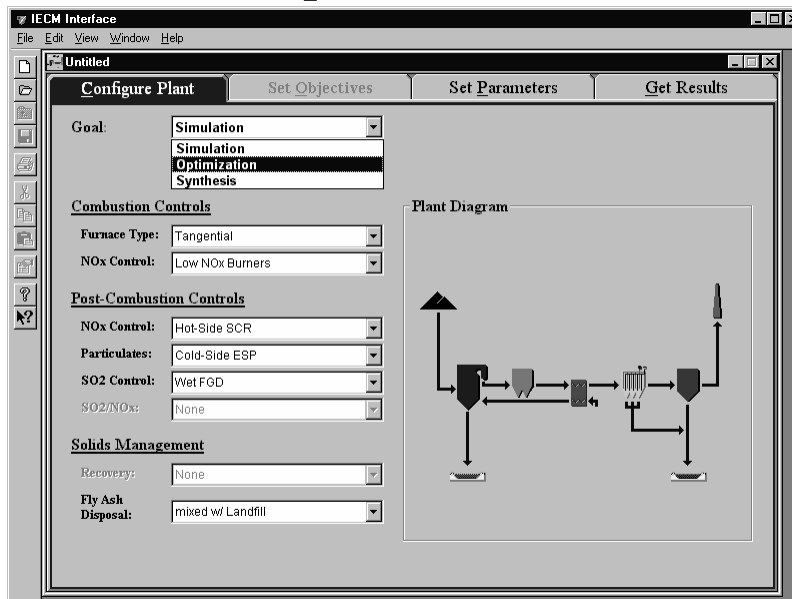 IECM Interface
File Edit View Window Help
Untitled
Configure Plant Set Objectives Set Parameters Get Results
Goal: Simulation
Simulation
Optimization
Synthesis
Combustion Controls
Furnace Type: Tangential
NOx Control: Low NOx Burners
Post-Combustion Controls
NOx Control: Hot-Side SCR
Particulates: Cold-Side ESP
SO2 Control: Wet FGD
SO2/NOx: None
Solids Management
Recovery: None
Fly Ash
Disposal: mixed w/ Landfill
Plant Diagram